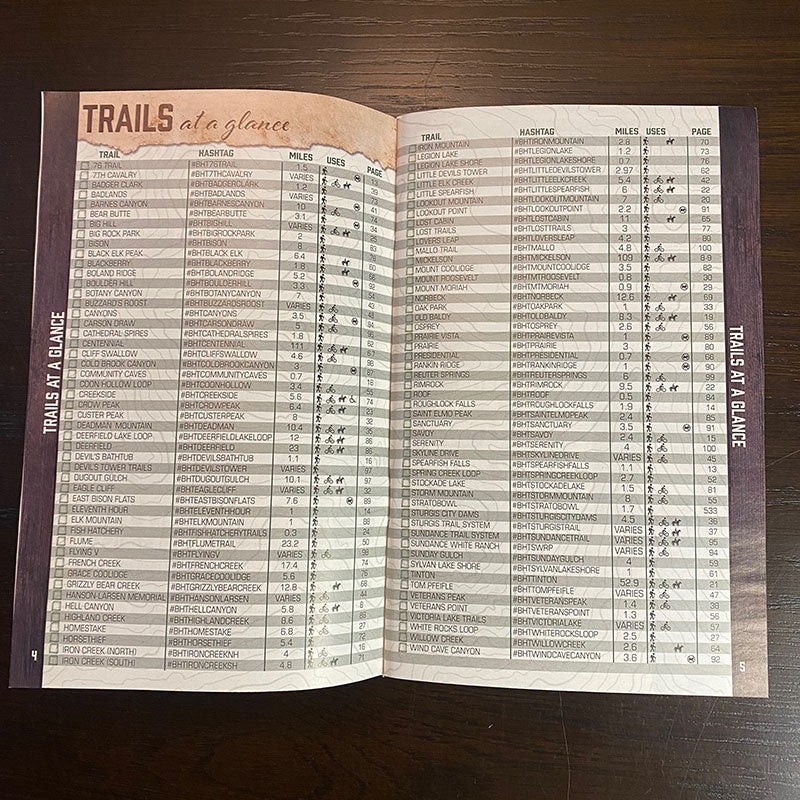 TRAILS at a glance
TRAIL HASHTAG MILES USES PAGE
76 TRAIL #BHT76TRAIL 1.5
7TH CAVALRY #BHT7THCAVALRY VARIES
BADGER CLARK #BHTBADGERCLARK 1.2
BADLANDS #BHTBADLANDS VARIES
BARNES CANYON #BHTBARNESCANYON 10
BEAR BUTTE #BHTBEARBUTTE 3.1
BIG HILL #BHTBIGHILL VARIES
BIG ROCK PARK #BHTBIGROCKPARK 2
BISON #BHTBISON 8
BLACK ELK PEAK #BHTBLACK ELK 6.4
BLACKBERRY #BHTBLACKBERRY 1.8
BOLAND RIDGE #BHTBOLANDRIDGE 5.2
BOULDER HILL #BHTBOULDERHILL 3.3
BOTANY CANYON #BHTBOTANYCANYON 7
BUZZARD'S ROOST #BHTBUZZARDSROOST VARIES
CANYONS #BHTCANYONS 3.5
CARSON DRAW #BHTCARSONDRAW 5
CATHEDRAL SPIRES #BHTCATHEDRALSPIRES 1.8
CENTENNIAL #BHTCENTENNIAL 111
CLIFF SWALLOW #BHTCLIFFSWALLOW 4.6
COLD BROOK CANYON #BHTCOLDBROOKCANYON 3
COMMUNITY CAVES #BHTCOMMUNITYCAVES 0.7
COON HOLLOW LOOP #BHTCOONHOLLOW 3.4
CREEKSIDE #BHTCREEKSIDE 5.6
CROW PEAK #BHTCROWPEAK 6.4
CUSTER PEAK #BHTCUSTERPEAK 8
DEADMAN MOUNTAIN #BHTDEADMAN 10.4
DEERFIELD LAKE LOOP #BHTDEERFIELDLAKELOOP 12
DEERFIELD #BHTDEERFIELD 23
DEVIL'S BATHTUB #BHTDEVILSBATHTUB 1.1
DEVILS TOWER TRAILS #BHTDEVILSTOWER VARIES
DUGOUT GULCH #BHTDUGOUTGULCH 10.1
EAGLE CLIFF #BHTEAGLECLIFF VARIES
EAST BISON FLATS #BHTEASTBISONFLATS 7.6
ELEVENTH HOUR #BHTELEVENTHHOUR
ELK MOUNTAIN #BHTELKMOUNTAIN 1
FISH HATCHERY #BHTFISHHATCHERYTRAILS 0.3
FLUME #BHTFLUMETRAIL 23.2
FLYING V #BHTFLYINGV VARIES
FRENCH CREEK #BHTFRENCHCREEK 17.4
GRACE COOLIDGE #BHTGRACECOOLIDGE 5.6
GRIZZLY BEAR CREEK #BHTGRIZZLYBEARCREEK 12.8
HANSON-LARSEN MEMORIAL #BHTHANSONLARSEN VARIES
HELL CANYON #BHTHELLCANYON 5.8
HIGHLAND CREEK #BHTHIGHLANDCREEK 8.6
HOMESTAKE #BHTHOMESTAKE 6.8
HORSETHIEF #BHTHORSETHIEF 5.4
IRON CREEK (NORTH) #BHTIRONCREEKNH 4
IRON CREEK (SOUTH) #BHTIRONCREEKSH 4.8 71
TRAILS AT A GLANCE
4
TRAIL HASHTAG MILES USES PAGE
IRON MOUNTAIN #BHTIRONMOUNTAIN 2.8 70
LEGION LAKE #BHTLEGIONLAKE 1.2 73
LEGION LAKE SHORE #BHTLEGIONLAKESHORE 0.7 76
LITTLE DEVILS TOWER #BHTLITTLEDEVILSTOWER 2.97 62
LITTLE ELK CREEK #BHTLITTLEELKCREEK 5.4 42
LITTLE SPEARFISH #BHTLITTLESPEARFISH 6 22
LOOKOUT MOUNTAIN #BHTLOOKOUTMOUNTAIN 7 20
LOOKOUT POINT #BHTLOOKOUTPOINT 2.2 91
LOST CABIN #BHTLOSTCABIN 11 65
LOST TRAILS #BHTLOSTTRAILS 3 77
LOVERS LEAP #BHTLOVERSLEAP 4.2 80
MALLO #BHTMALLO 4.8 100
MICKELSON #BHTMICKELSON 109 8-9
MOUNT COOLIDGE #BHTMOUNTCOOLIDGE 3.5 82
MOUNT ROOSEVELT #BHTMTROOSEVELT 0.8 30
MOUNT MORIAH #BHTMTMORIAH 0.9 29
NORBECK #BHTNORBECK 12.6 69
OAK PARK #BHTOAKPARK 1 33
OLD BALDY #BHTOLDBALDY 8.3 19
OSPREY #BHTOSPREY 2.6 56
PRAIRIE VISTA #BHTPRAIRIEVISTA 1 89
PRAIRIE #BHTPRAIRIE 3 80
PRESIDENTIAL #BHTPRESIDENTIAL 0.7 68
RANKIN RIDGE #BHTRANKINRIDGE 1 90
REUTER SPRINGS #BHTREUTERSPRINGS 6 99
RIMROCK #BHTRIMROCK 9.5 22
ROOF #BHTROOF 0.5 84
ROUGHLOCK FALLS #BHTROUGHLOCKFALLS 1.9 14
SAINT ELMO PEAK #BHTSAINTELMOPEAK 2.4 85
SANCTUARY #BHTSANCTUARY 3.5 91
SAVOY #BHTSAVOY 2.4 15
SERENITY #BHTSERENITY 4 100
SKYLINE DRIVE #BHTSKYLINEDRIVE VARIES 45
SPEARFISH FALLS #BHTSPEARFISHFALLS 1.1 13
SPRING CREEK LOOP #BHTSPRINGCREEKLOOP 2.7 52
STOCKADE LAKE #BHTSTOCKADELAKE 1.5 81
STORM MOUNTAIN #BHTSTORMMOUNTAIN 8 55
STRATOBOWL #BHTSTRATOBOWL 1.7 533
STURGIS CITY DAMS #BHTSTURGISCITYDAMS 4.5 36
STURGIS TRAIL SYSTEM #BHTSTURGISTRAIL VARIES 37
SUNDANCE TRAIL SYSTEM #BHTSUNDANCETRAIL VARIES 95
SUNDANCE WHITE RANCH #BHTSWRP VARIES 94
SUNDAY GULCH #BHTSUNDAYGULCH 4 59
SYLVAN LAKE SHORE #BHTSYLVANLAKESHORE 1.1 61
TINTON #BHTTINTON 52.9
TOM PFEIFLE #BHTTOMPFEIFLE VARIES 47
VETERANS PEAK #BHTVETERANSPEAK 1.4 38
VETERANS POINT #BHTVETERANSPOINT 1.3 56
VICTORIA LAKE TRAILS #BHTVICTORIALAKE VARIES 57
WHITE ROCKS LOOP #BHTWHITEROCKSLOOP 2.5 27
WILLOW CREEK #BHTWILLOWCREEK 2.6 64
WIND CAVE CANYON #BHTWINDCAVECANYON 3.6 92
TRAILS AT A GLANCE
5